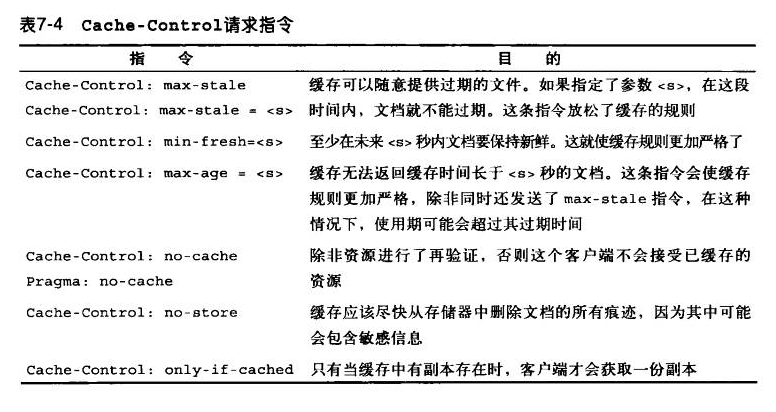 表7-4 Cache-Control请求指令
指 令 目 的
Cache-Control: max-stale 缓存可以随意提供过期的文件。如果指定了参数 <s>，在这段
Cache-Control: max-stale = <s> 时间内，文档就不能过期。这条指令放松了缓存的规则
Cache-Control: min-fresh=<s> 至少在未来 <s> 秒内文档要保持新鲜。这就使缓存规则更加严格了
Cache-Control: max-age = <s> 缓存无法返回缓存时间长于 <s> 秒的文档。这条指令会使缓存
规则更加严格，除非同时还发送了 max-stale 指令，在这种
情况下，使用期可能会超过其过期时间
Cache-Control: no-cache 除非资源进行了再验证，否则这个客户端不会接受已缓存的
Pragma: no-cache 资源
Cache-Control: no-store 缓存应该尽快从存储器中删除文档的所有痕迹，因为其中可能
会包含敏感信息
Cache-Control: only-if-cached 只有当缓存中有副本存在时，客户端才会获取一份副本